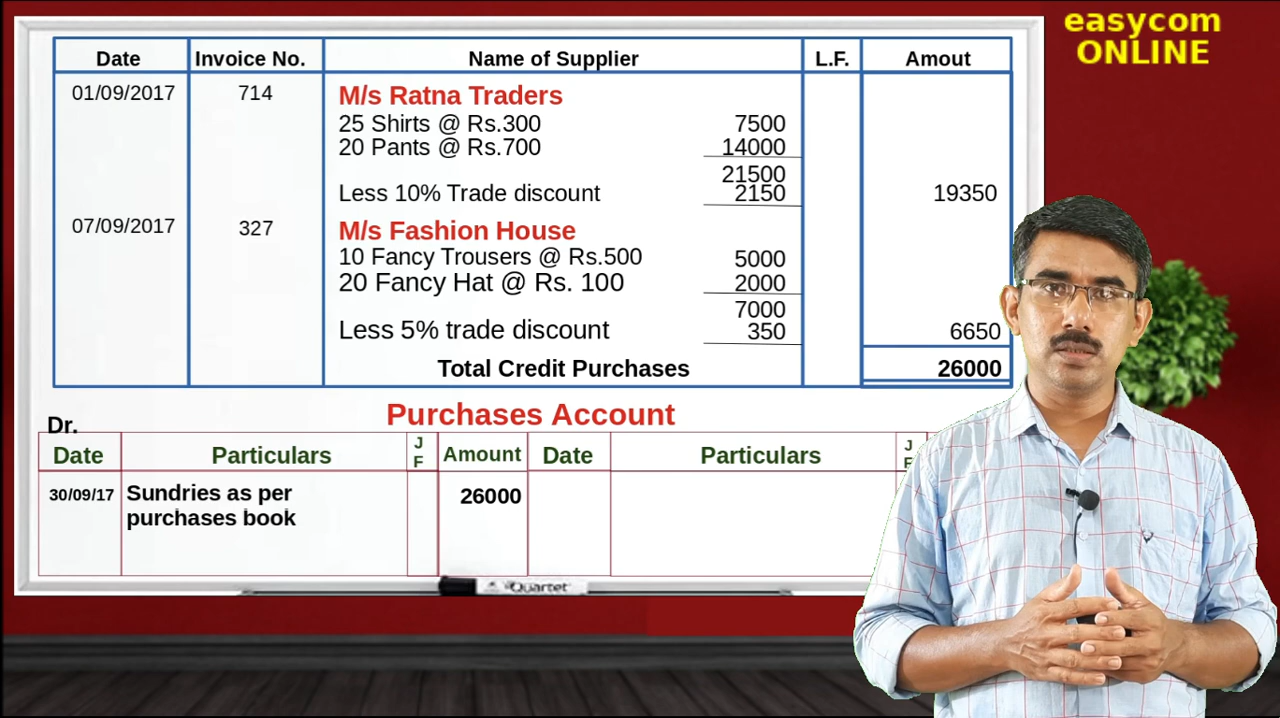 easycom
ONLINE
Date Invoice No. Name of Supplier L.F. Amout
01/09/2017 714 M/s Ratna Traders
25 Shirts @ Rs.300 7500
20 Pants @ Rs.700 14000
21500
Less 10% Trade discount 2150 19350
07/09/2017 327 M/s Fashion House
10 Fancy Trousers @ Rs.500 5000
20 Fancy Hat @ Rs. 100 2000
7000
Less 5% trade discount 350 6650
Total Credit Purchases 26000
Purchases Account
Dr.
Date Particulars J F Amount Date Particulars J F
30/09/17 Sundries as per 26000
purchases book
Quartet